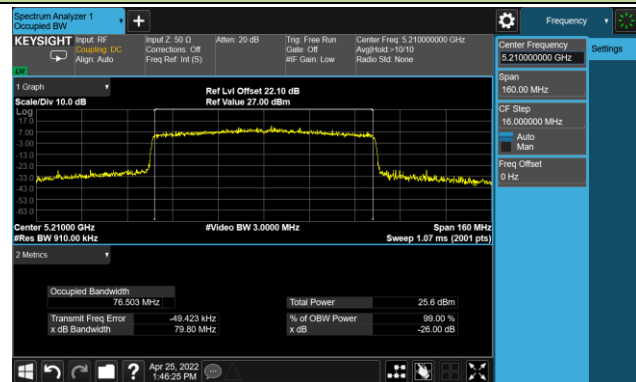 Spectrum Analyzer 1
Occupied BW
Frequency
KEYSIGHT
Input: RF
Coupling: DC
Align: Auto
Input Z: 50 Ω
Corrections: Off
Freq Ref: Int (S)
Atten: 20 dB
Trig: Free Run
Gate: Off
#IF Gain: Low
Center Freq: 5.210000000 GHz
Avg|Hold:>10/10
Radio Std: None
Center Frequency
5.210000000 GHz
Settings
Span
160.00 MHz
CF Step
16.000000 MHz
Auto
Man
Freq Offset
0 Hz
1 Graph
Scale/Div 10.0 dB
Ref Lvl Offset 22.10 dB
Ref Value 27.00 dBm
Log
17.0
7.00
-3.00
-13.0
-23.0
-33.0
-43.0
-53.0
-63.0
Center 5.21000 GHz
#Video BW 3.0000 MHz
Span 160 MHz
#Res BW 910.00 kHz
Sweep 1.07 ms (2001 pts)
2 Metrics
Occupied Bandwidth
76.503 MHz
Total Power 25.6 dBm
Transmit Freq Error -49.423 kHz
% of OBW Power 99.00 %
x dB Bandwidth 79.80 MHz
x dB -26.00 dB
?
Apr 25, 2022
1:46:25 PM